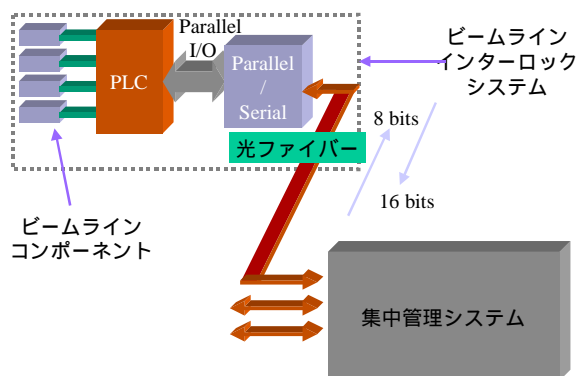 Parallel
I/O
PLC
Parallel
/
Serial
ビームライン
インターロック
システム
光ファイバー
8 bits
16 bits
ビームライン
コンポーネント
集中管理システム